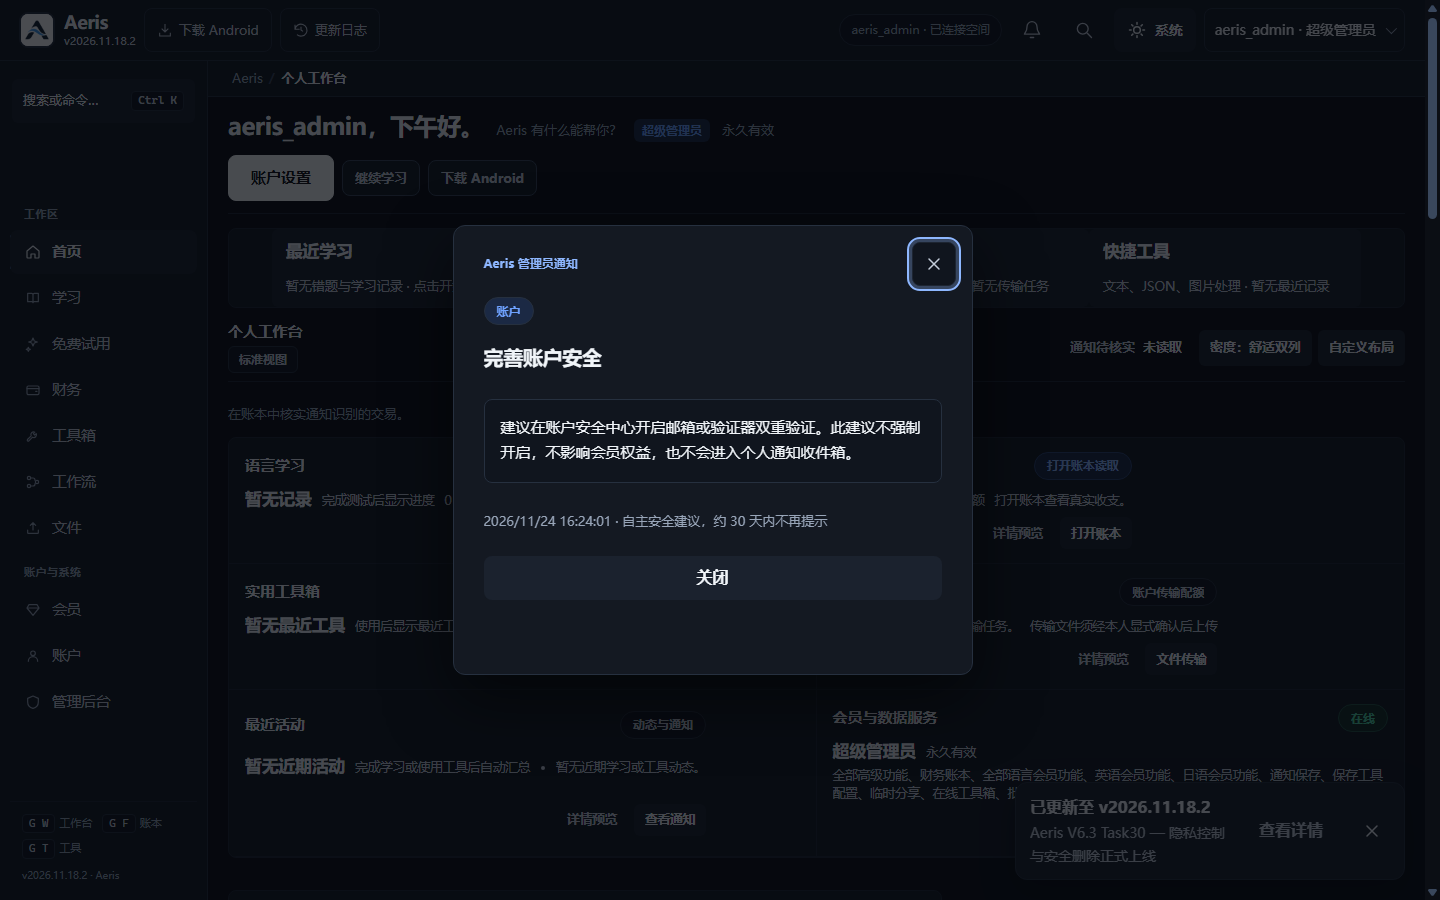 Aeris
v2026.11.18.2
下载 Android
更新日志
aeris_admin · 已连接空间
系统
aeris_admin · 超级管理员
搜索或命令...
Ctrl K
Aeris / 个人工作台
aeris_admin，下午好。
Aeris 有什么能帮你?
超级管理员
永久有效
账户设置
继续学习
下载 Android
工作区
首页
学习
免费试用
财务
工具箱
工作流
文件
账户与系统
会员
账户
管理后台
G W 工作台 G F 账本
G T 工具
v2026.11.18.2 · Aeris
最近学习
暂无错题与学习记录 · 点击开
暂无传输任务
快捷工具
文本、JSON、图片处理 · 暂无最近记录
个人工作台
标准视图
通知待核实 未读取
密度：舒适双列
自定义布局
在账本中核实通知识别的交易。
语言学习
暂无记录 完成测试后显示进度 0
打开账本读取
额 打开账本查看真实收支。
详情预览
打开账本
实用工具箱
暂无最近工具 使用后显示最近工
账户传输配额
输任务。 传输文件须经本人显式确认后上传
详情预览
文件传输
最近活动
动态与通知
暂无近期活动 完成学习或使用工具后自动汇总 • 暂无近期学习或工具动态。
详情预览
查看通知
会员与数据服务
在线
超级管理员 永久有效
全部高级功能、财务账本、全部语言会员功能、英语会员功能、日语会员功能、通知保存、保存工具
配置、临时分享、在线工具箱、批
Aeris 管理员通知
账户
完善账户安全
建议在账户安全中心开启邮箱或验证器双重验证。此建议不强制
开启，不影响会员权益，也不会进入个人通知收件箱。
2026/11/24 16:24:01 · 自主安全建议，约 30 天内不再提示
关闭
已更新至 v2026.11.18.2
Aeris V6.3 Task30 — 隐私控制
与安全删除正式上线
查看详情